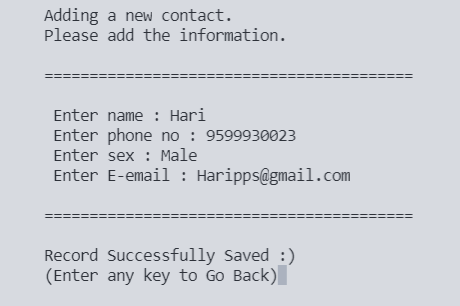 Adding a new contact.
Please add the information.
=========================================
Enter name : Hari
Enter phone no : 9599930023
Enter sex : Male
Enter E-email : Haripps@gmail.com
=========================================
Record Successfully Saved :)
(Enter any key to Go Back)